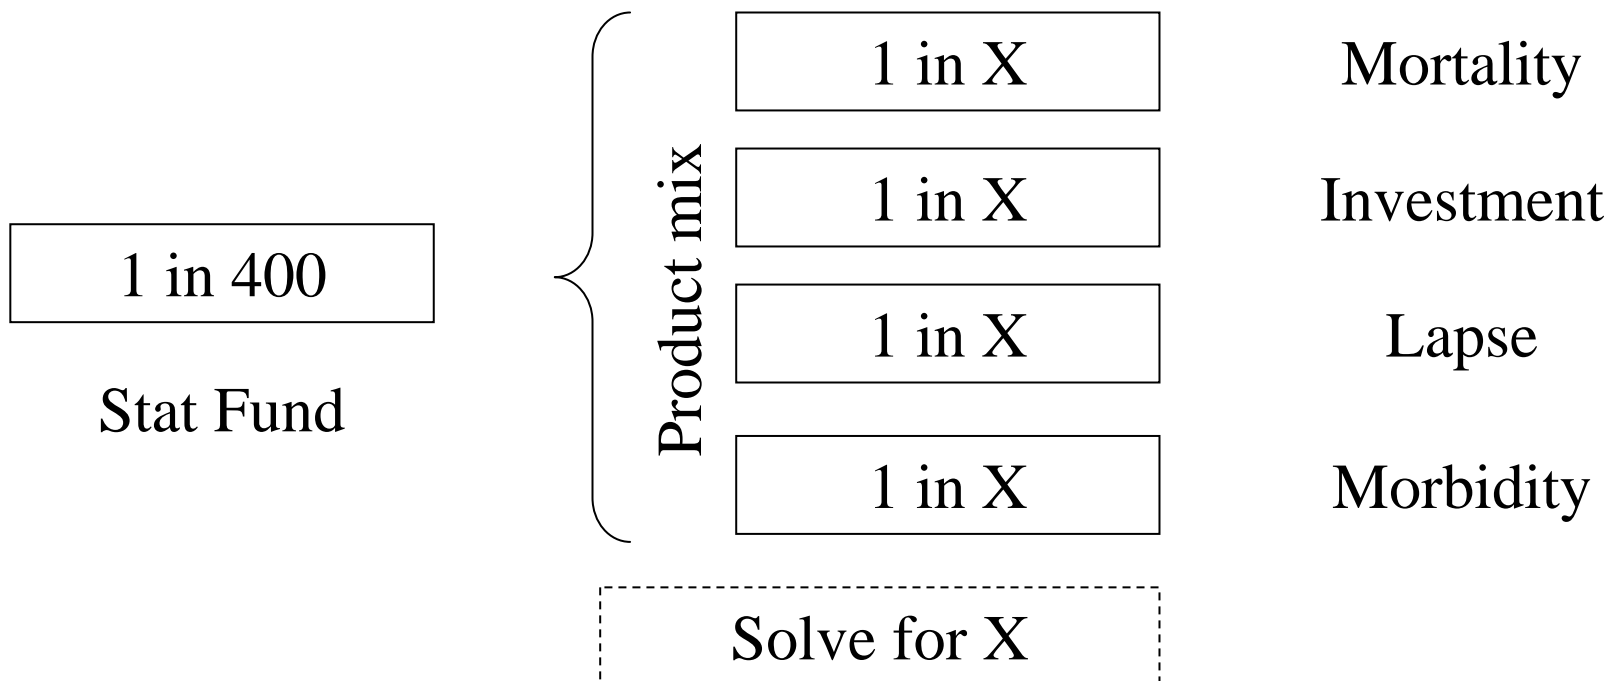 1 in X
Mortality
1 in X
Investment
1 in 400
Stat Fund
Product mix
1 in X
Lapse
1 in X
Morbidity
Solve for X